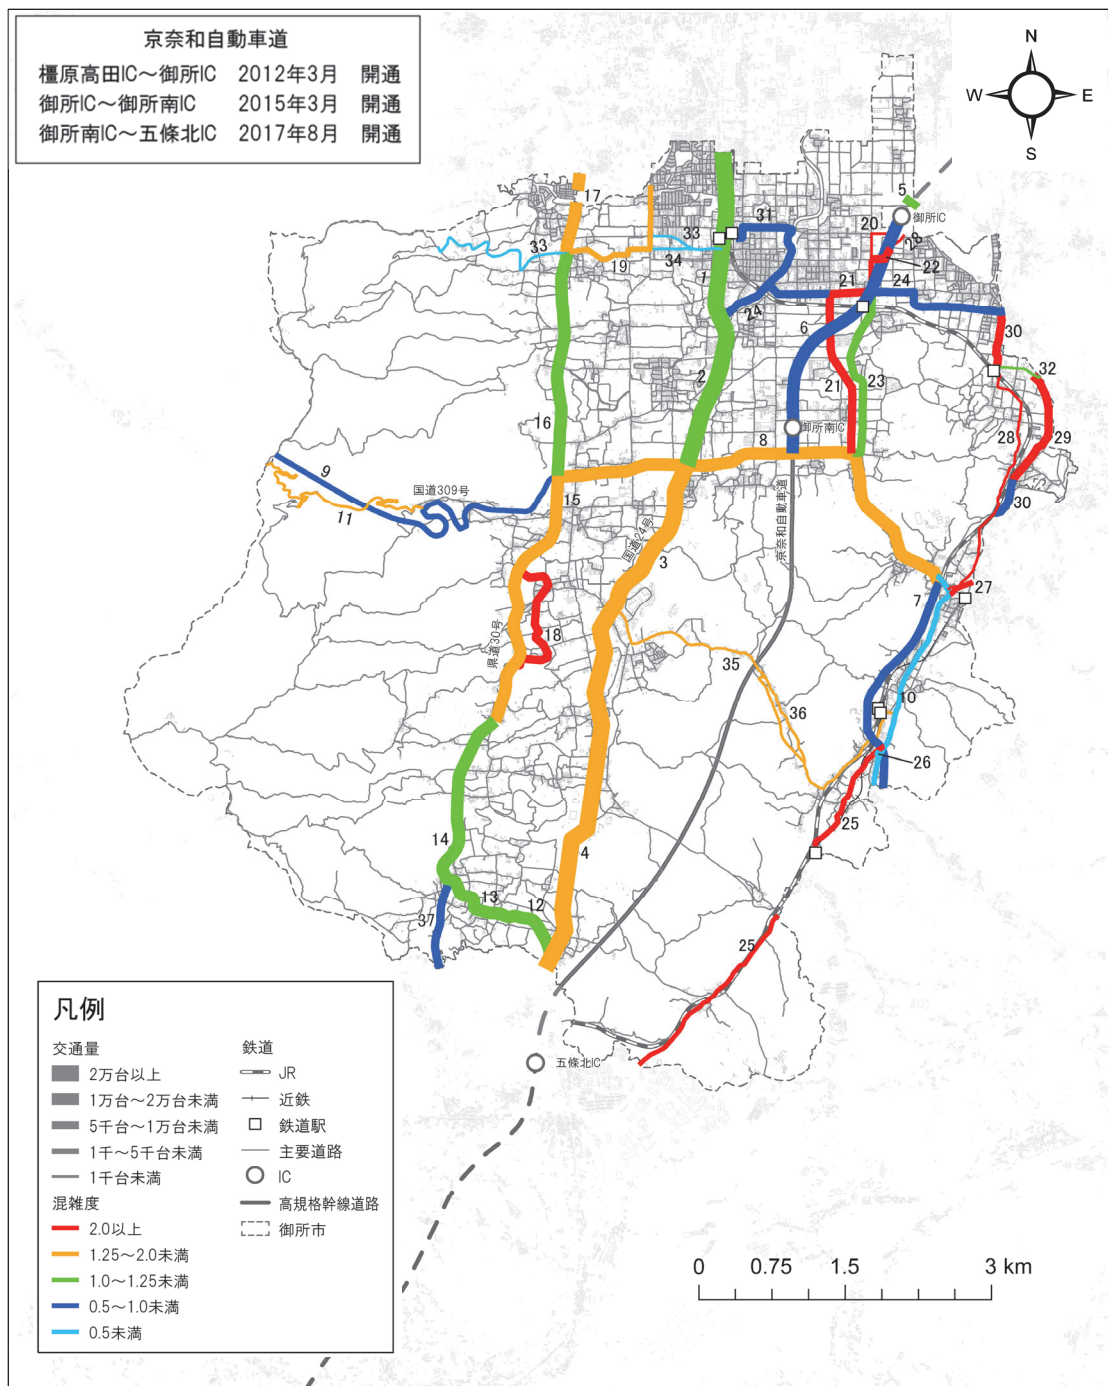 京奈和自動車道
橿原高田IC～御所IC 2012年3月 開通
御所IC～御所南IC 2015年3月 開通
御所南IC～五條北IC 2017年8月 開通
N
W
E
S
17
5
御所IC
20
28
31
33
33
19
34
1
22
21
24
24
30
6
2
21
23
32
16
28
29
御所南IC
8
9
国道309号
11
15
30
京奈和自動車道
国道24号
3
7
27
県道30号
18
35
36
10
26
25
14
4
13
12
37
25
五條北IC
凡例
交通量
2万台以上
1万台～2万台未満
5千台～1万台未満
1千～5千台未満
1千台未満
混雑度
2.0以上
1.25～2.0未満
1.0～1.25未満
0.5～1.0未満
0.5未満
鉄道
JR
近鉄
鉄道駅
主要道路
IC
高規格幹線道路
御所市
0 0.75 1.5 3 km